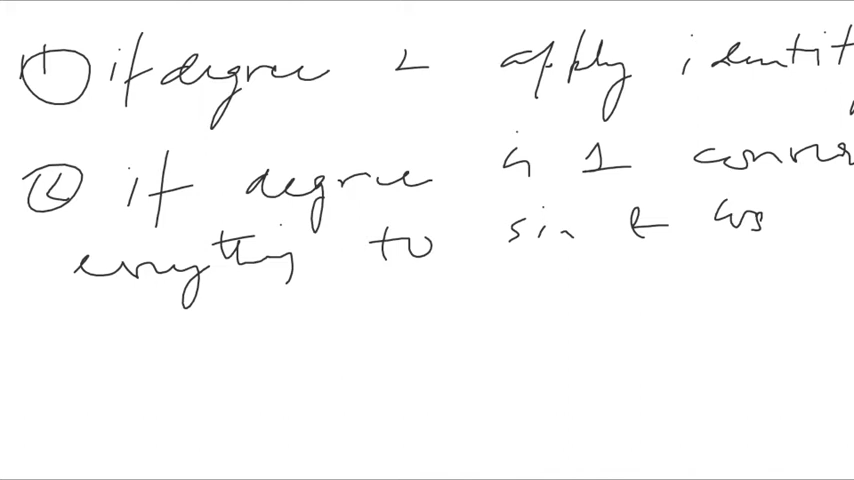 ① if degree 2 apply identit
② if degree is 1 conver
everything to sin & cos